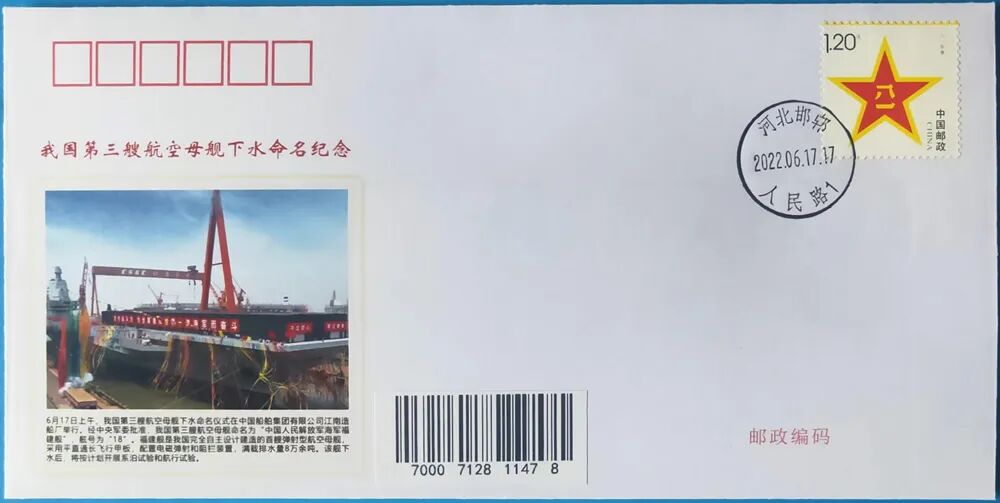 1.20元
八一
中国邮政
CHINA
河北邯郸
2022.06.17.17
人民路1
我国第三艘航空母舰下水命名纪念
6月17日上午，我国第三艘航空母舰下水命名仪式在中国船舶集团有限公司江南造
船厂举行。经中央军委批准，我国第三艘航空母舰命名为“中国人民解放军海军福
建舰”，舷号为“18”。福建舰是我国完全自主设计建造的首艘弹射型航空母舰，
采用平直通长飞行甲板，配置电磁弹射和阻拦装置，满载排水量8万余吨。该舰下
水后，将按计划开展系泊试验和航行试验。
7000 7128 1147 8
邮政编码